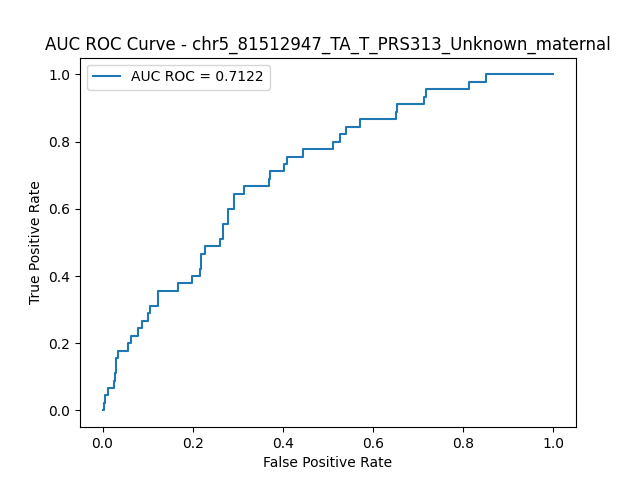 AUC ROC Curve - chr5_81512947_TA_T_PRS313_Unknown_maternal
AUC ROC = 0.7122
1.0
0.8
0.6
0.4
0.2
0.0
True Positive Rate
0.0 0.2 0.4 0.6 0.8 1.0
False Positive Rate